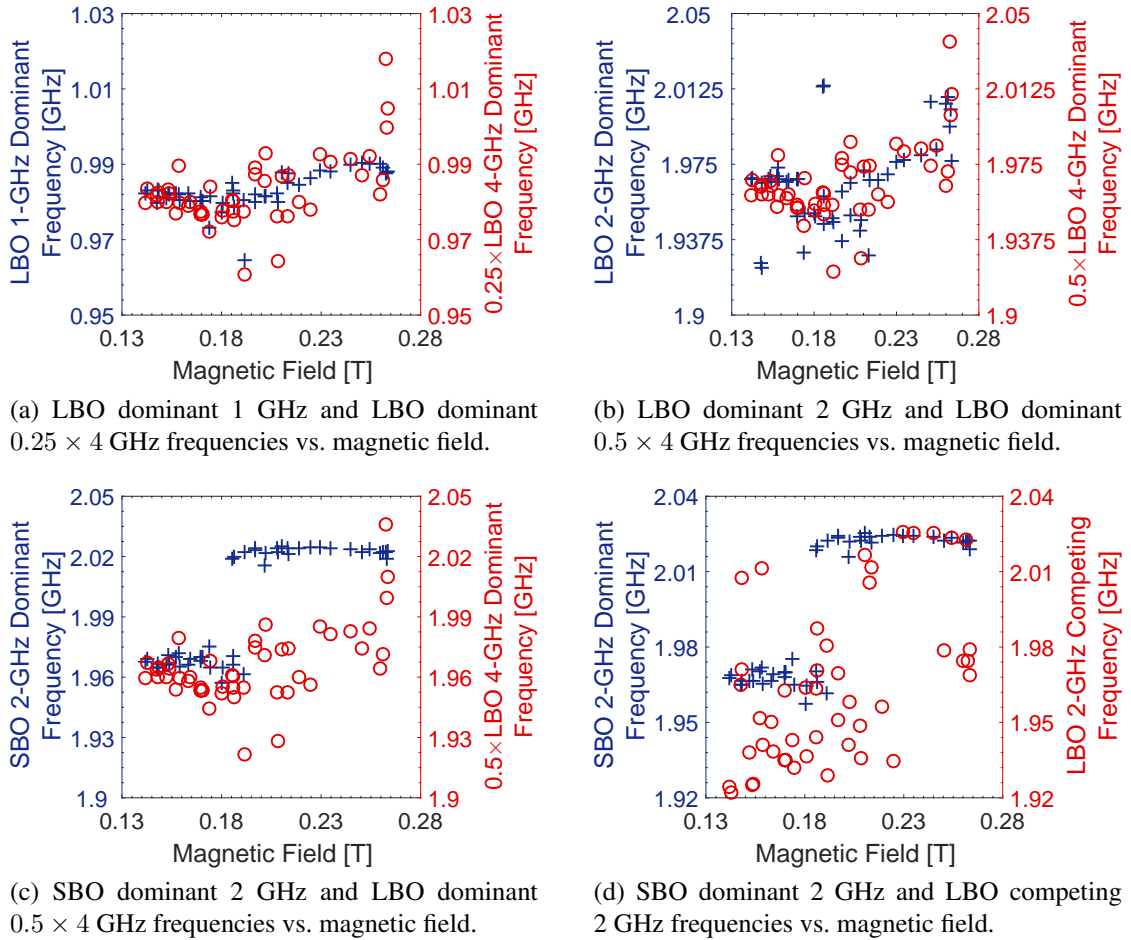 1.03
1.01
0.99
0.97
0.95
LBO 1-GHz Dominant
Frequency [GHz]
1.03
1.01
0.99
0.97
0.95
0.25×LBO 4-GHz Dominant
Frequency [GHz]
0.13
0.18
0.23
0.28
Magnetic Field [T]
(a) LBO dominant 1 GHz and LBO dominant
0.25 × 4 GHz frequencies vs. magnetic field.
2.05
2.0125
1.975
1.9375
1.9
LBO 2-GHz Dominant
Frequency [GHz]
2.05
2.0125
1.975
1.9375
1.9
0.5×LBO 4-GHz Dominant
Frequency [GHz]
0.13
0.18
0.23
0.28
Magnetic Field [T]
(b) LBO dominant 2 GHz and LBO dominant
0.5 × 4 GHz frequencies vs. magnetic field.
2.05
2.02
1.99
1.96
1.93
1.9
SBO 2-GHz Dominant
Frequency [GHz]
2.05
2.02
1.99
1.96
1.93
1.9
0.5×LBO 4-GHz Dominant
Frequency [GHz]
0.13
0.18
0.23
0.28
Magnetic Field [T]
(c) SBO dominant 2 GHz and LBO dominant
0.5 × 4 GHz frequencies vs. magnetic field.
2.04
2.01
1.98
1.95
1.92
SBO 2-GHz Dominant
Frequency [GHz]
2.04
2.01
1.98
1.95
1.92
LBO 2-GHz Competing
Frequency [GHz]
0.13
0.18
0.23
0.28
Magnetic Field [T]
(d) SBO dominant 2 GHz and LBO competing
2 GHz frequencies vs. magnetic field.